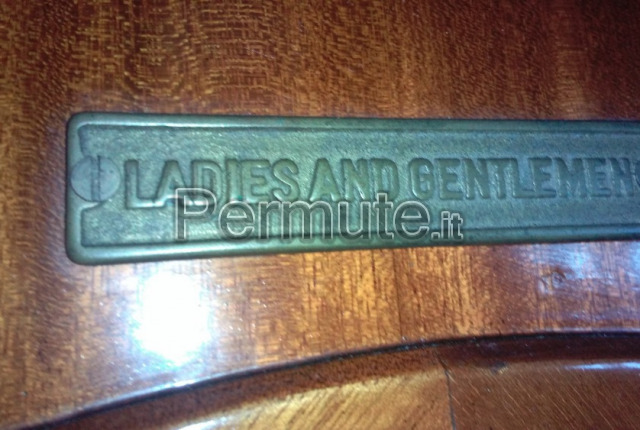 LADIES AND GENTLEMEN
Permute.it